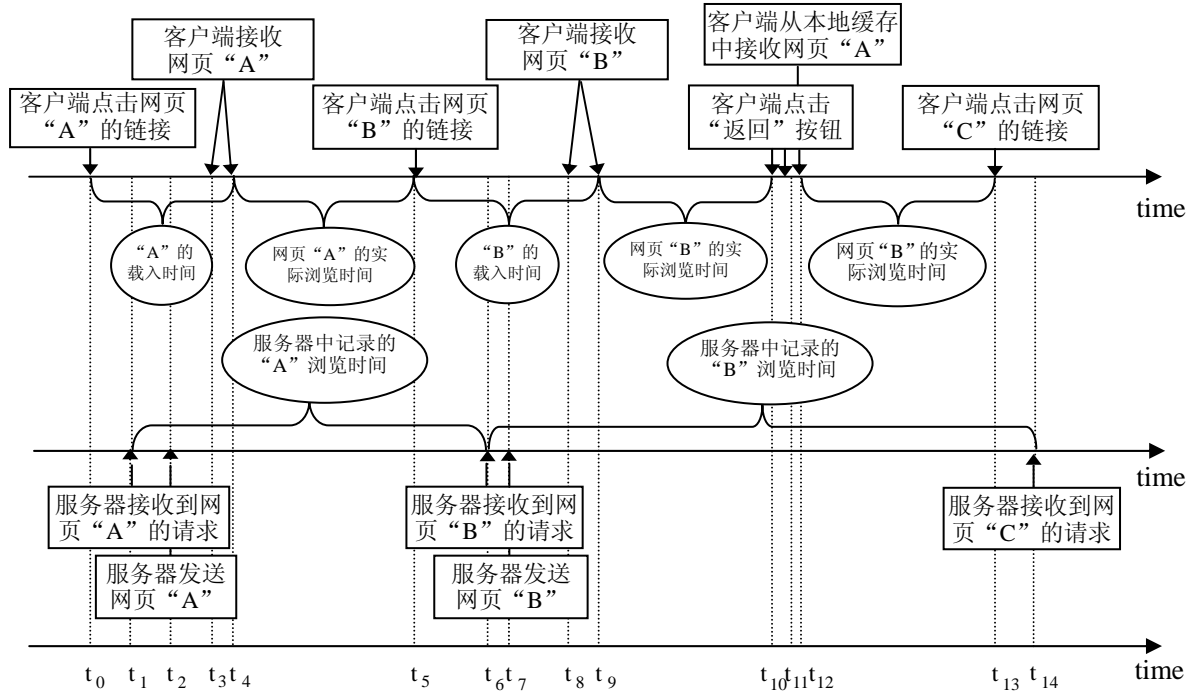 客户端接收
网页“A”
客户端接收
网页“B”
客户端从本地缓存
中接收网页“A”
客户端点击网页
“A”的链接
客户端点击网页
“B”的链接
客户端点击
“返回”按钮
客户端点击网页
“C”的链接
time
“A”的
载入时间
网页“A”的实
际浏览时间
“B”的
载入时间
网页“B”的实
际浏览时间
网页“B”的实
际浏览时间
服务器中记录的
“A”浏览时间
服务器中记录的
“B”浏览时间
time
服务器接收到网
页“A”的请求
服务器接收到网
页“B”的请求
服务器接收到网
页“C”的请求
服务器发送
网页“A”
服务器发送
网页“B”
time
t0 t1 t2 t3 t4 t5 t6 t7 t8 t9 t10 t11 t12 t13 t14